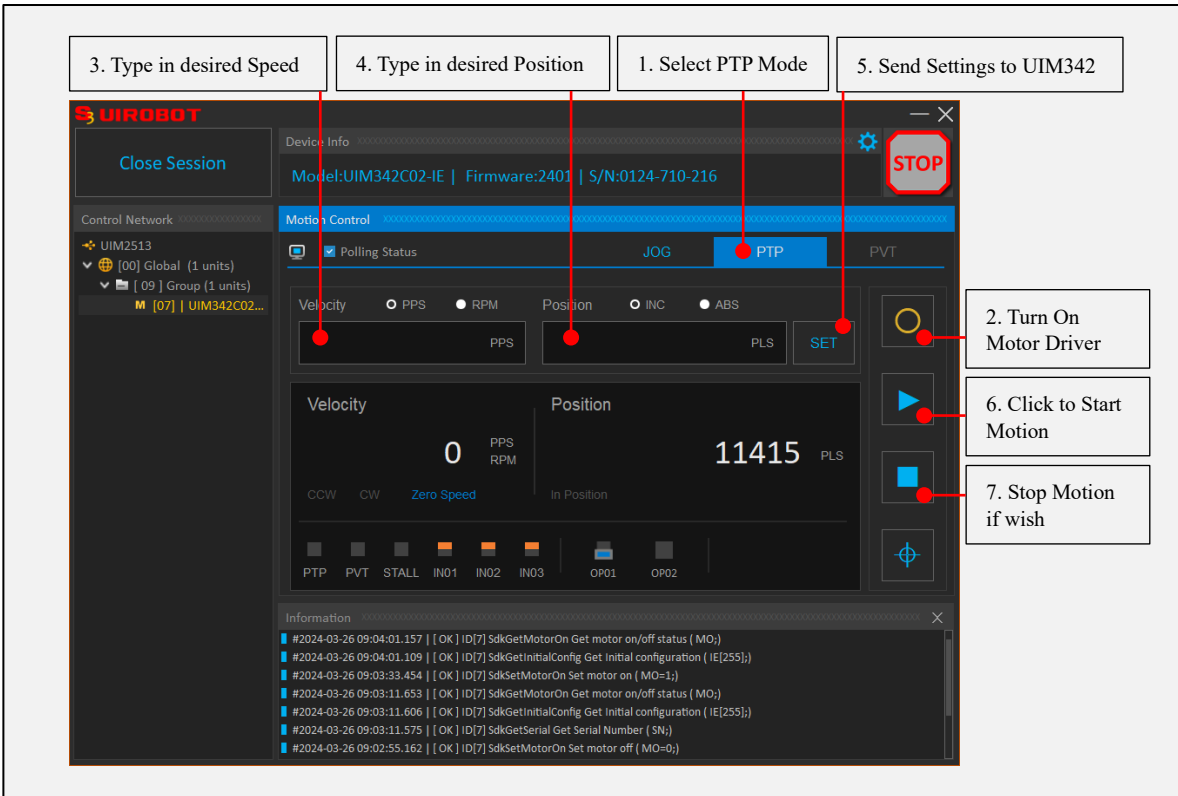 3. Type in desired Speed
4. Type in desired Position
1. Select PTP Mode
5. Send Settings to UIM342
S3 UIROBOT
Close Session
Device Info
STOP
Model:UIM342C02-IE | Firmware:2401 | S/N:0124-710-216
Control Network
UIM2513
[00] Global (1 units)
[ 09 ] Group (1 units)
M [07] | UIM342C02...
Motion Control
Polling Status
JOG
PTP
PVT
Velocity PPS RPM Position INC ABS
PPS PLS SET
2. Turn On
Motor Driver
Velocity Position
0 PPS
RPM
11415 PLS
6. Click to Start
Motion
CCW CW Zero Speed In Position
7. Stop Motion
if wish
PTP PVT STALL IN01 IN02 IN03 OP01 OP02
Information
#2024-03-26 09:04:01.157 | [ OK ] ID[7] SdkGetMotorOn Get motor on/off status ( MO;)
#2024-03-26 09:04:01.109 | [ OK ] ID[7] SdkGetInitialConfig Get Initial configuration ( IE[255];)
#2024-03-26 09:03:33.454 | [ OK ] ID[7] SdkSetMotorOn Set motor on ( MO=1;)
#2024-03-26 09:03:11.653 | [ OK ] ID[7] SdkGetMotorOn Get motor on/off status ( MO;)
#2024-03-26 09:03:11.606 | [ OK ] ID[7] SdkGetInitialConfig Get Initial configuration ( IE[255];)
#2024-03-26 09:03:11.575 | [ OK ] ID[7] SdkGetSerial Get Serial Number ( SN;)
#2024-03-26 09:02:55.162 | [ OK ] ID[7] SdkSetMotorOn Set motor off ( MO=0;)